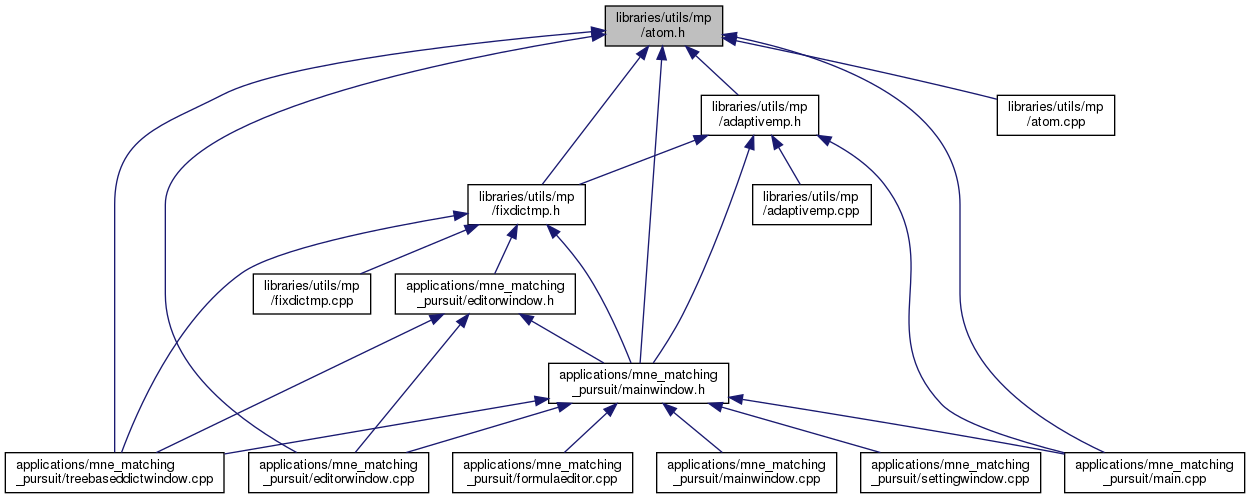 libraries/utils/mp
/atom.h
libraries/utils/mp
/adaptivemp.h
libraries/utils/mp
/atom.cpp
libraries/utils/mp
/fixdictmp.h
libraries/utils/mp
/adaptivemp.cpp
libraries/utils/mp
/fixdictmp.cpp
applications/mne_matching
_pursuit/editorwindow.h
applications/mne_matching
_pursuit/mainwindow.h
applications/mne_matching
_pursuit/treebaseddictwindow.cpp
applications/mne_matching
_pursuit/editorwindow.cpp
applications/mne_matching
_pursuit/formulaeditor.cpp
applications/mne_matching
_pursuit/mainwindow.cpp
applications/mne_matching
_pursuit/settingwindow.cpp
applications/mne_matching
_pursuit/main.cpp